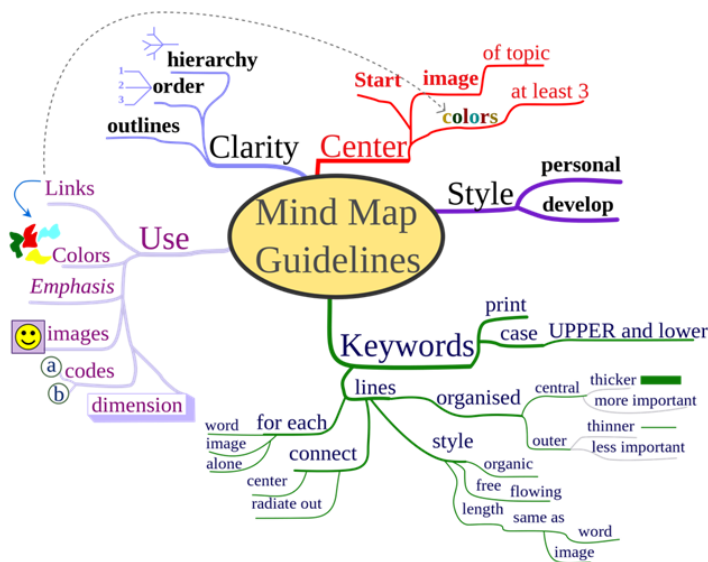 Mind Map
Guidelines
Center
Start
image
of topic
colors
at least 3
Style
personal
develop
Keywords
print
case
UPPER and lower
lines
organised
central
thicker
more important
outer
thinner
less important
style
organic
free
flowing
length
same as
word
image
connect
center
radiate out
for each
word
image
alone
Use
Links
Colors
Emphasis
images
codes
a
b
dimension
Clarity
hierarchy
order
1
2
3
outlines